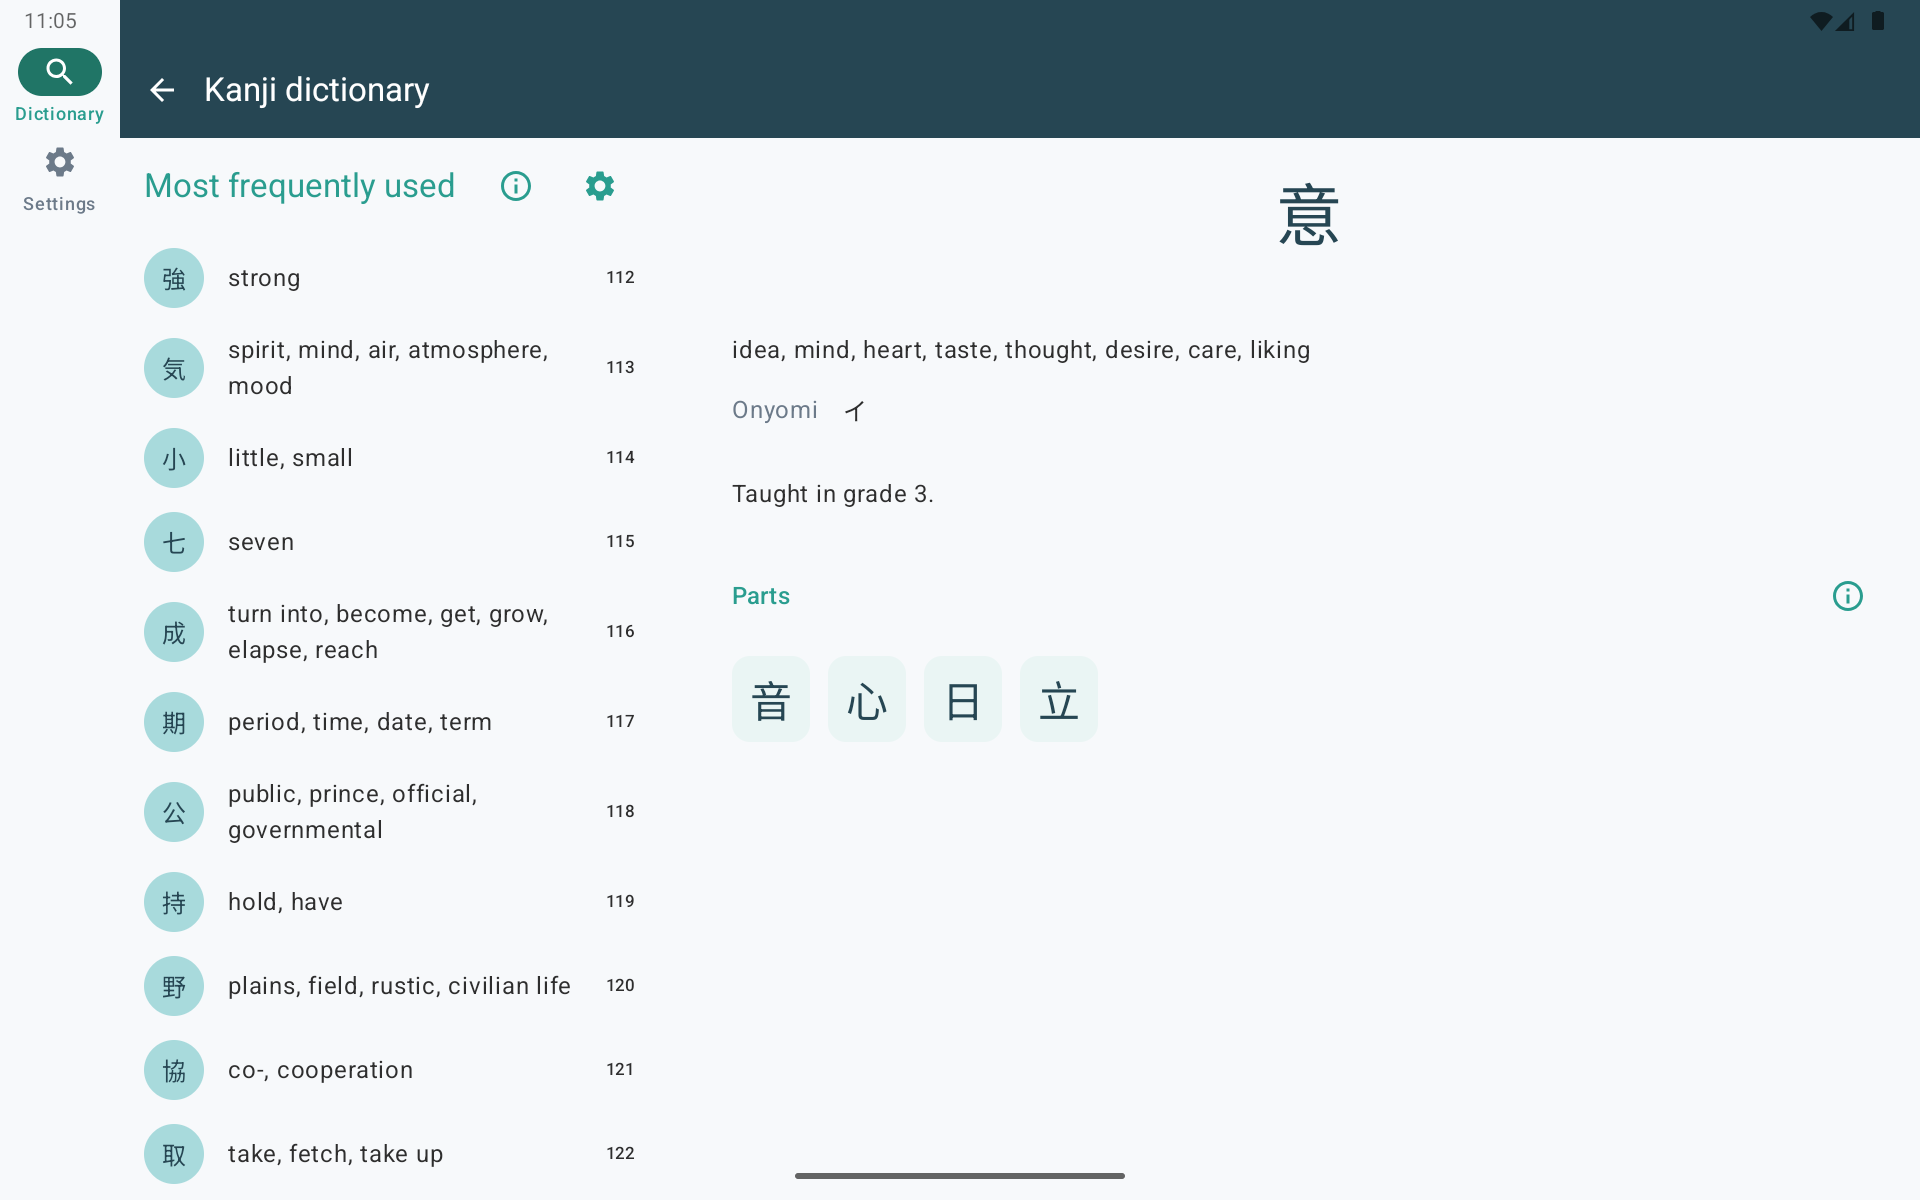 11:05
Dictionary
Settings
Kanji dictionary
Most frequently used
強 strong 112
気 spirit, mind, air, atmosphere, mood 113
小 little, small 114
七 seven 115
成 turn into, become, get, grow, elapse, reach 116
期 period, time, date, term 117
公 public, prince, official, governmental 118
持 hold, have 119
野 plains, field, rustic, civilian life 120
協 co-, cooperation 121
取 take, fetch, take up 122
意
idea, mind, heart, taste, thought, desire, care, liking
Onyomi イ
Taught in grade 3.
Parts
音 心 日 立